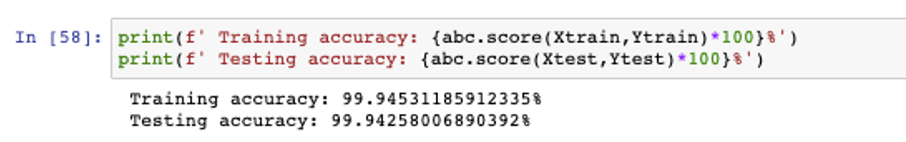 In [58]: print(f' Training accuracy: {abc.score(Xtrain,Ytrain)*100}%')
print(f' Testing accuracy: {abc.score(Xtest,Ytest)*100}%')
Training accuracy: 99.94531185912335%
Testing accuracy: 99.94258006890392%